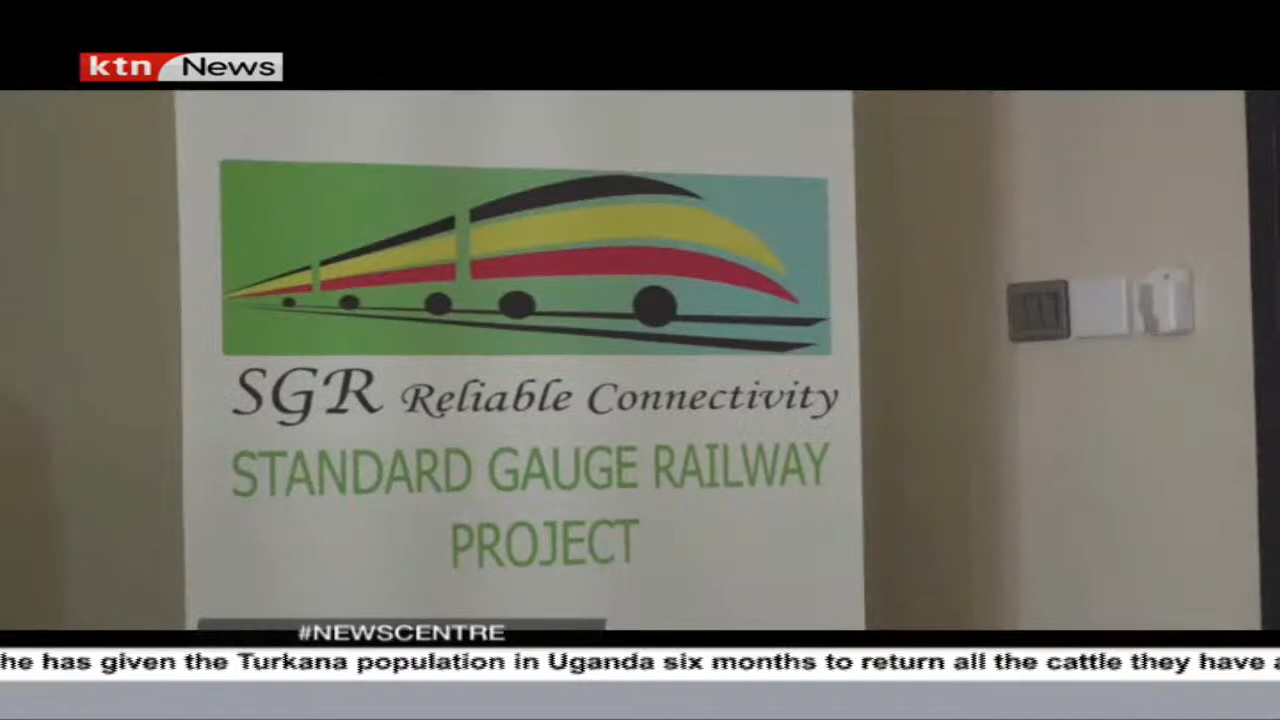 ktn News
SGR Reliable Connectivity
STANDARD GAUGE RAILWAY
PROJECT
#NEWSCENTRE
he has given the Turkana population in Uganda six months to return all the cattle they have